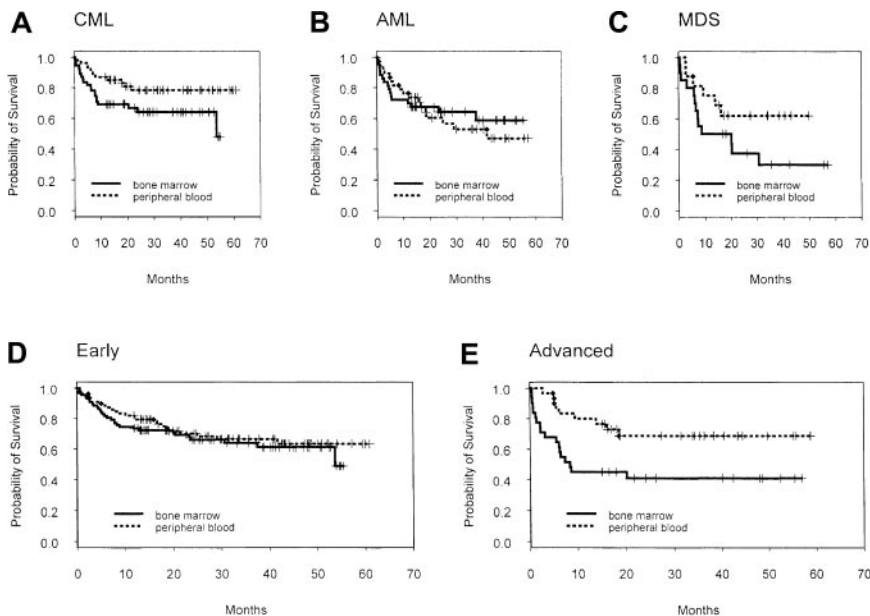 A CML
1.0
0.8
0.6
0.4
0.2
0.0
Probability of Survival
bone marrow
peripheral blood
0 10 20 30 40 50 60 70
Months
B AML
1.0
0.8
0.6
0.4
0.2
0.0
Probability of Survival
bone marrow
peripheral blood
0 10 20 30 40 50 60 70
Months
C MDS
1.0
0.8
0.6
0.4
0.2
0.0
Probability of Survival
bone marrow
peripheral blood
0 10 20 30 40 50 60 70
Months
D Early
1.0
0.8
0.6
0.4
0.2
0.0
Probability of Survival
bone marrow
peripheral blood
0 10 20 30 40 50 60 70
Months
E Advanced
1.0
0.8
0.6
0.4
0.2
0.0
Probability of Survival
bone marrow
peripheral blood
0 10 20 30 40 50 60 70
Months